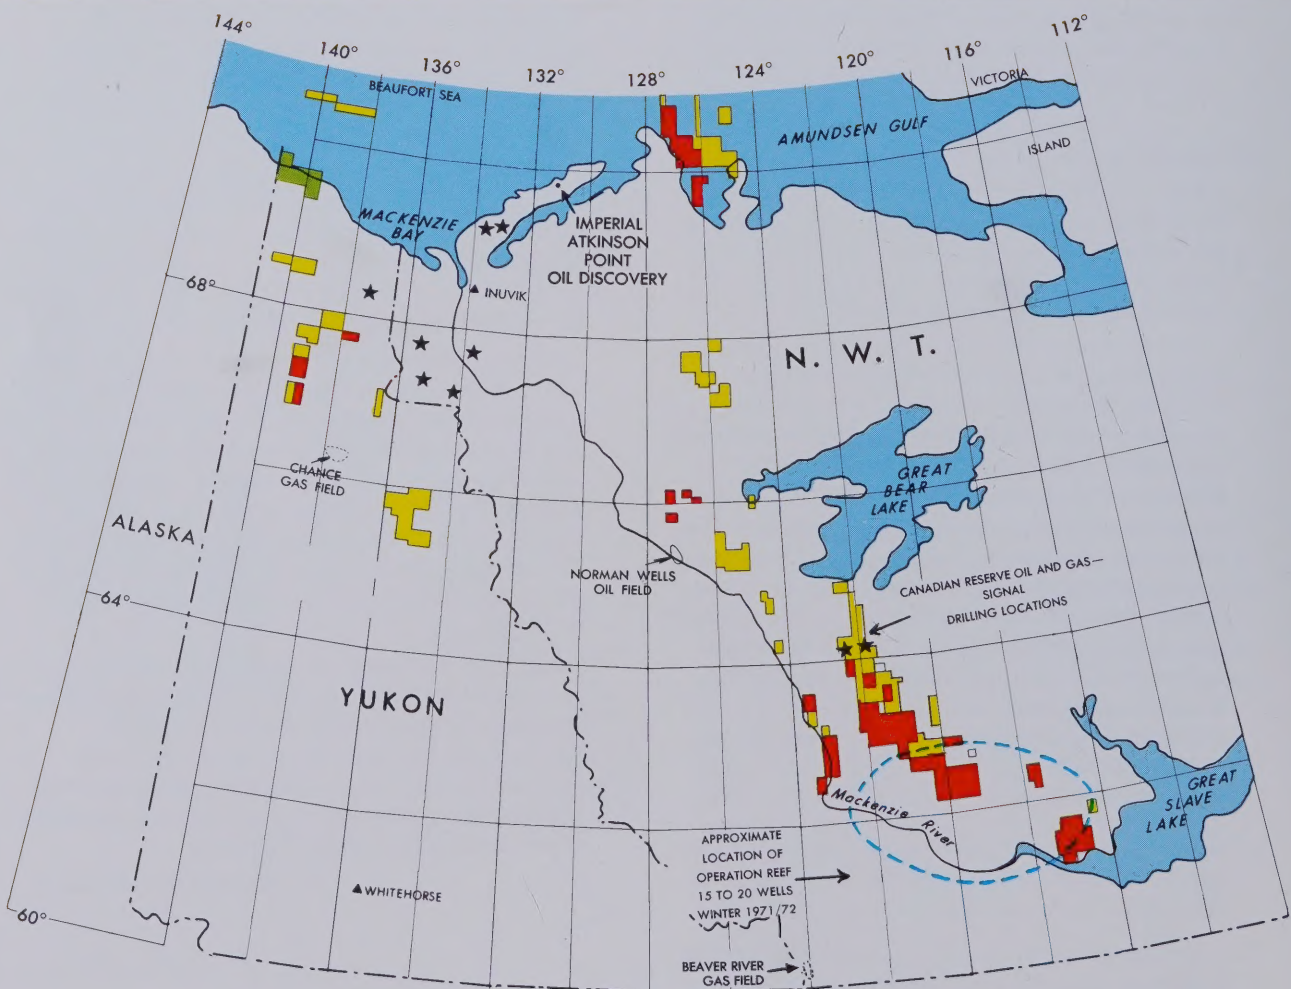 144°
140°
136°
132°
128°
124°
120°
116°
112°
BEAUFORT SEA
VICTORIA
ISLAND
AMUNDSEN GULF
MACKENZIE
BAY
IMPERIAL
ATKINSON
POINT
OIL DISCOVERY
68°
INUVIK
N. W. T.
CHANCE
GAS FIELD
GREAT
BEAR
LAKE
ALASKA
NORMAN WELLS
OIL FIELD
CANADIAN RESERVE OIL AND GAS—
SIGNAL
DRILLING LOCATIONS
64°
YUKON
Mackenzie River
GREAT
SLAVE
LAKE
APPROXIMATE
LOCATION OF
OPERATION REEF
15 TO 20 WELLS
WINTER 1971/72
WHITEHORSE
60°
BEAVER RIVER
GAS FIELD